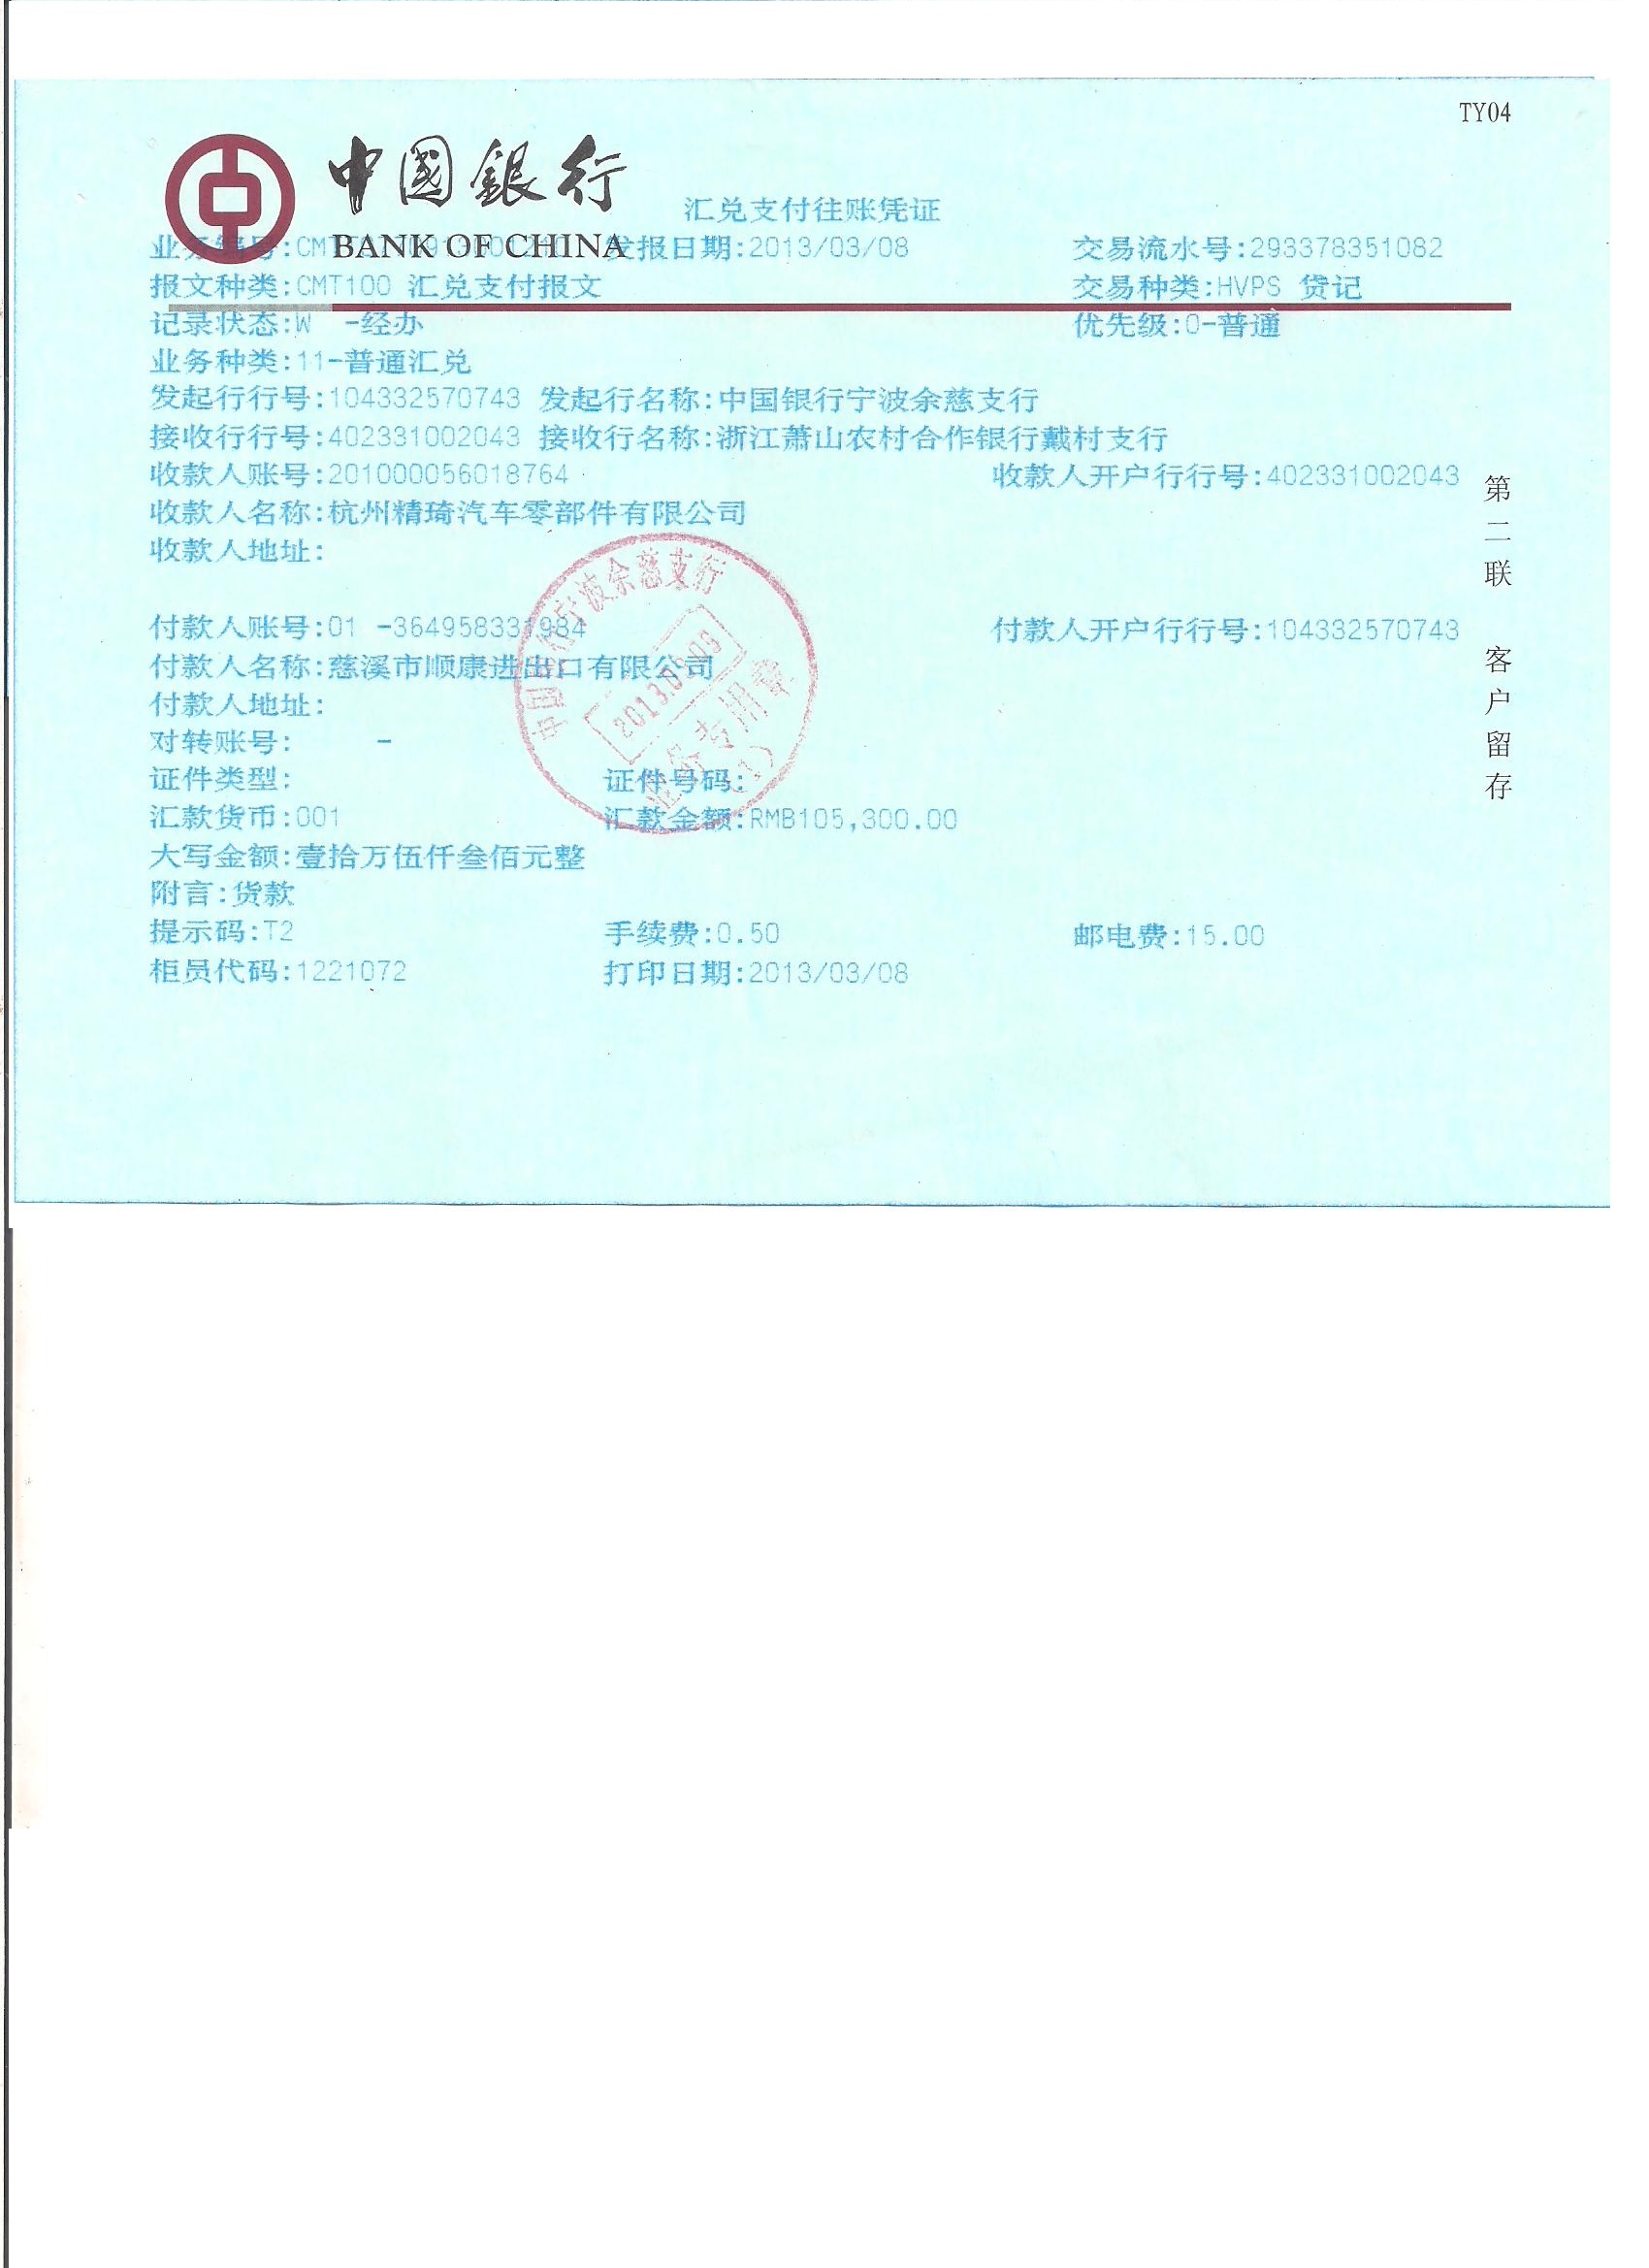 TY04
中國銀行
BANK OF CHINA
汇兑支付往账凭证
业务编号:CMT 发报日期:2013/03/08 交易流水号:293378351082
报文种类:CMT100 汇兑支付报文 交易种类:HVPS 贷记
记录状态:W -经办 优先级:0-普通
业务种类:11-普通汇兑
发起行行号:104332570743 发起行名称:中国银行宁波余慈支行
接收行行号:402331002043 接收行名称:浙江萧山农村合作银行戴村支行
收款人账号:201000056018764 收款人开户行行号:402331002043
收款人名称:杭州精琦汽车零部件有限公司
收款人地址:
付款人账号:01 -364958331984 付款人开户行行号:104332570743
付款人名称:慈溪市顺康进出口有限公司
付款人地址:
对转账号: -
证件类型: 证件号码:
汇款货币:001 汇款金额:RMB105,300.00
大写金额:壹拾万伍仟叁佰元整
附言:货款
提示码:T2 手续费:0.50 邮电费:15.00
柜员代码:1221072 打印日期:2013/03/08
第二联 客户留存
中国银行宁波余慈支行
业务专用章
(1)